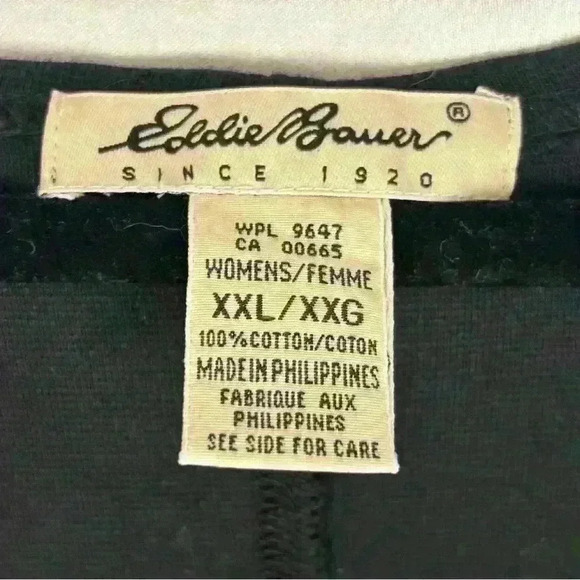 Eddie Bauer®
SINCE 1920
WPL 9647
CA 00665
WOMENS/FEMME
XXL/XXG
100%COTTON/COTON
MADE IN PHILIPPINES
FABRIQUE AUX
PHILIPPINES
SEE SIDE FOR CARE